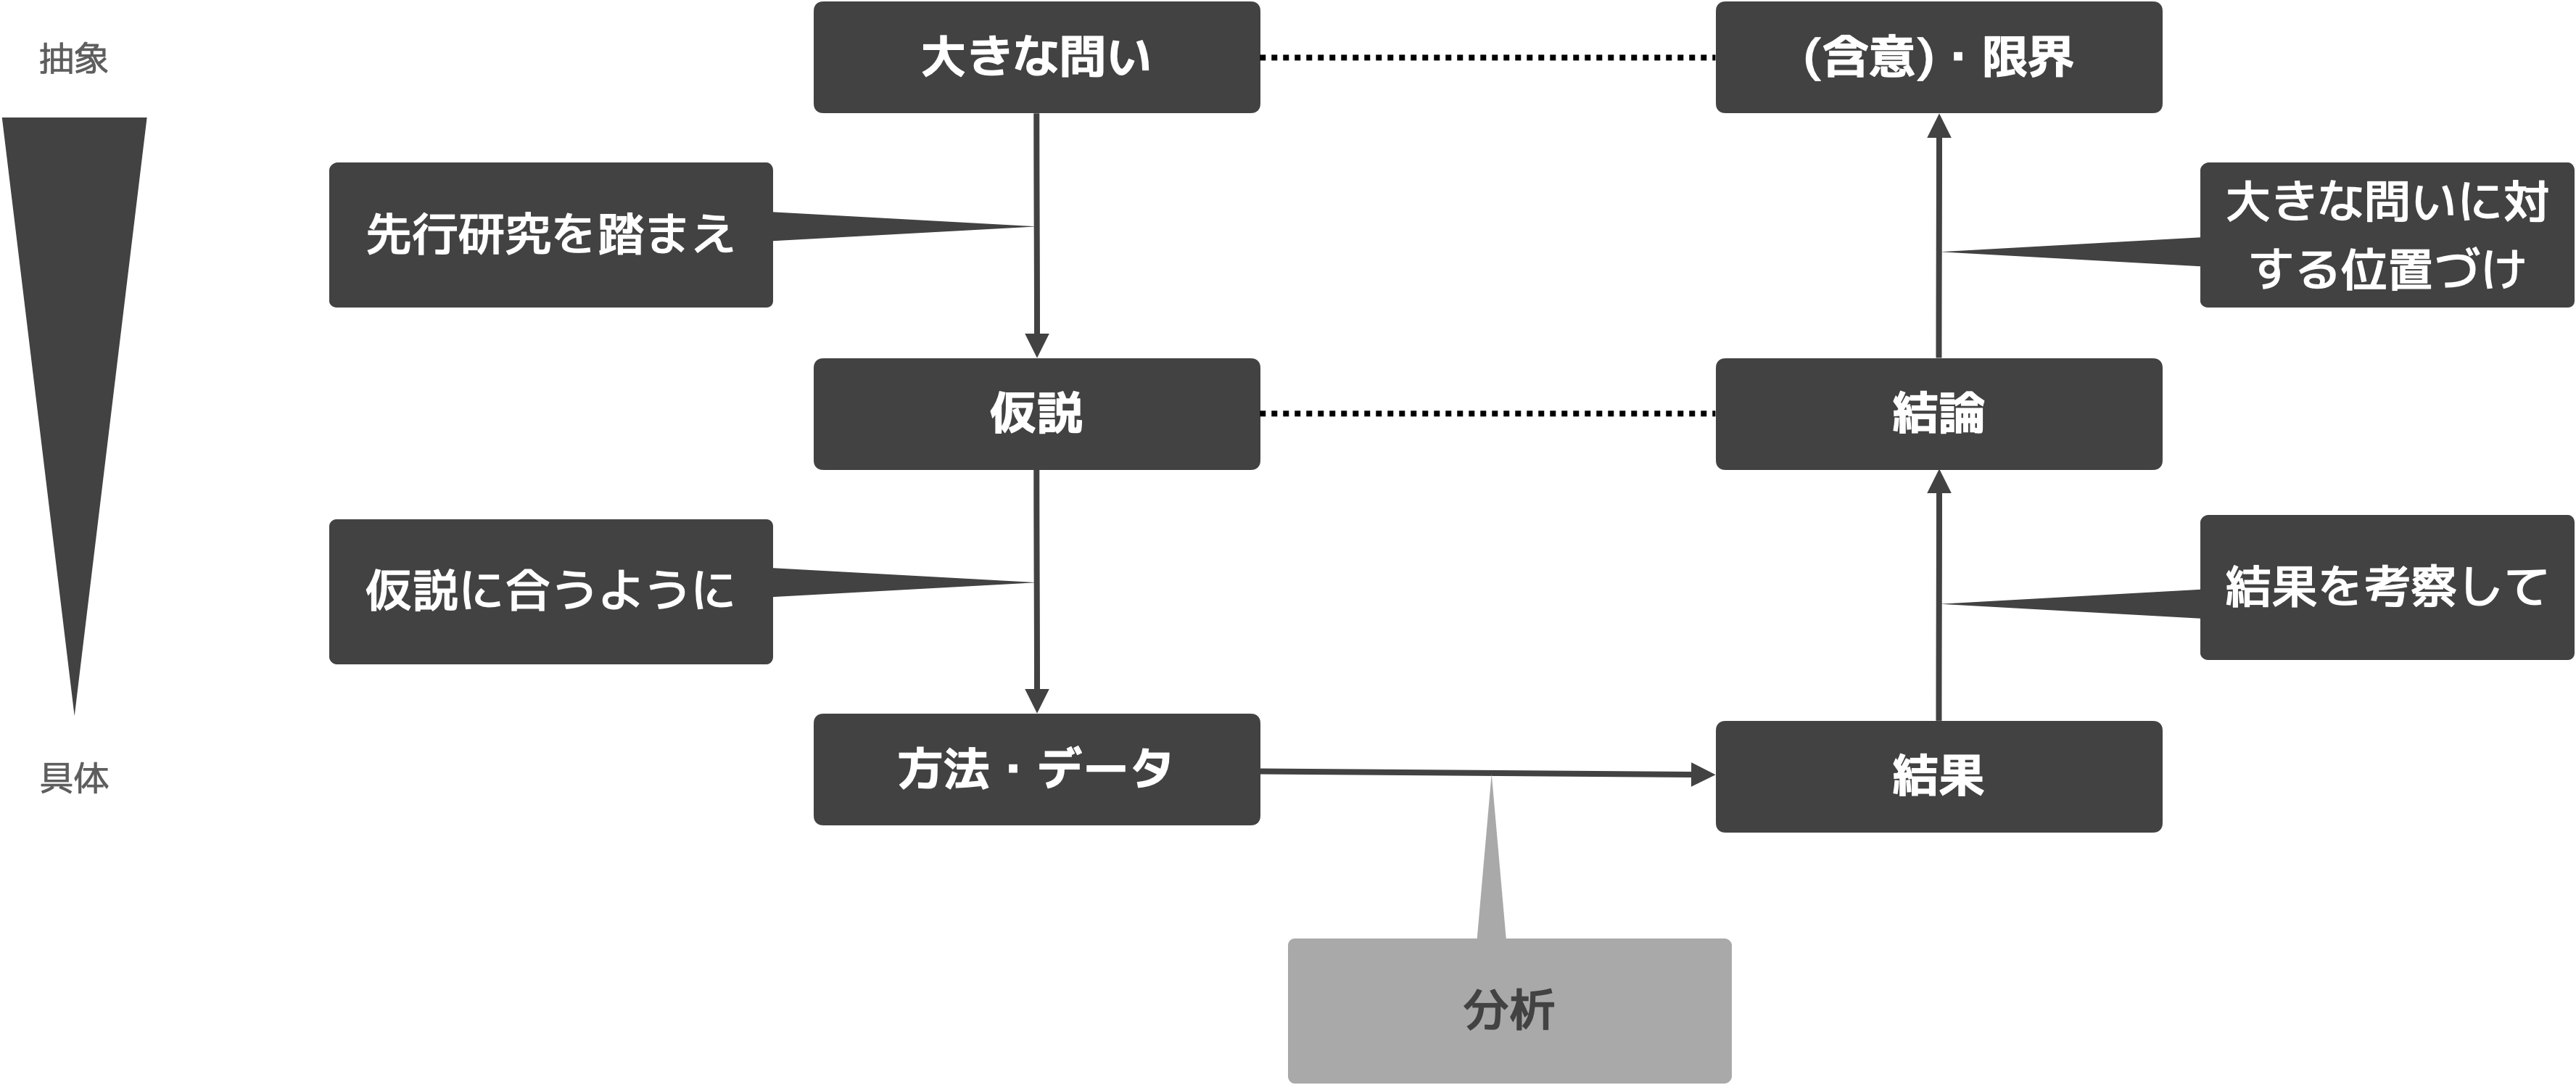 抽象
大きな問い
(含意)・限界
先行研究を踏まえ
大きな問いに対
する位置づけ
仮説
結論
仮説に合うように
結果を考察して
方法・データ
結果
具体
分析